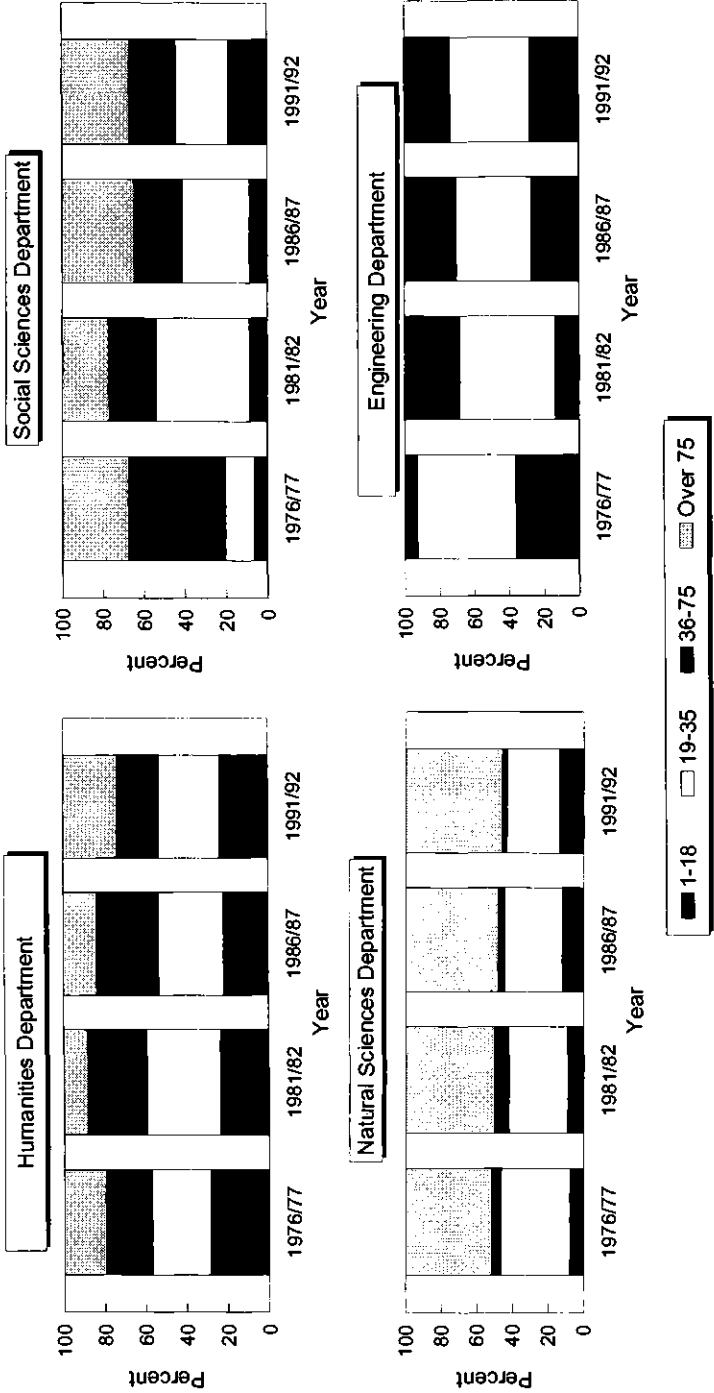 Humanities Department
100
80
60
40
20
0
Percent
1976/77 1981/82 1986/87 1991/92
Year
Social Sciences Department
100
80
60
40
20
0
Percent
1976/77 1981/82 1986/87 1991/92
Year
Natural Sciences Department
100
80
60
40
20
0
Percent
1976/77 1981/82 1986/87 1991/92
Year
Engineering Department
100
80
60
40
20
0
Percent
1976/77 1981/82 1986/87 1991/92
Year
1-18 19-35 36-75 Over 75